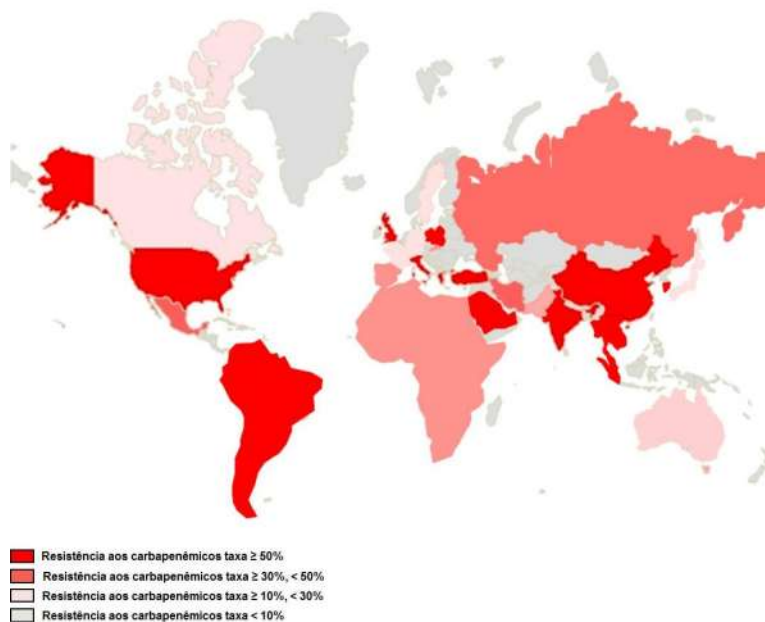 Resistência aos carbapenêmicos taxa ≥ 50%
Resistência aos carbapenêmicos taxa ≥ 30%, < 50%
Resistência aos carbapenêmicos taxa ≥ 10%, < 30%
Resistência aos carbapenêmicos taxa < 10%